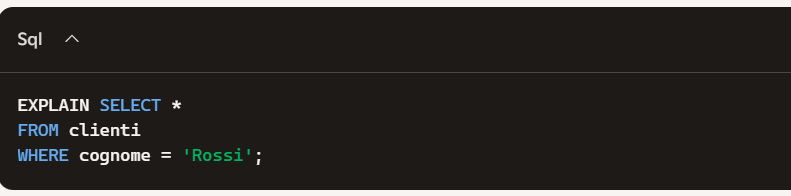 Sql
EXPLAIN SELECT *
FROM clienti
WHERE cognome = 'Rossi';